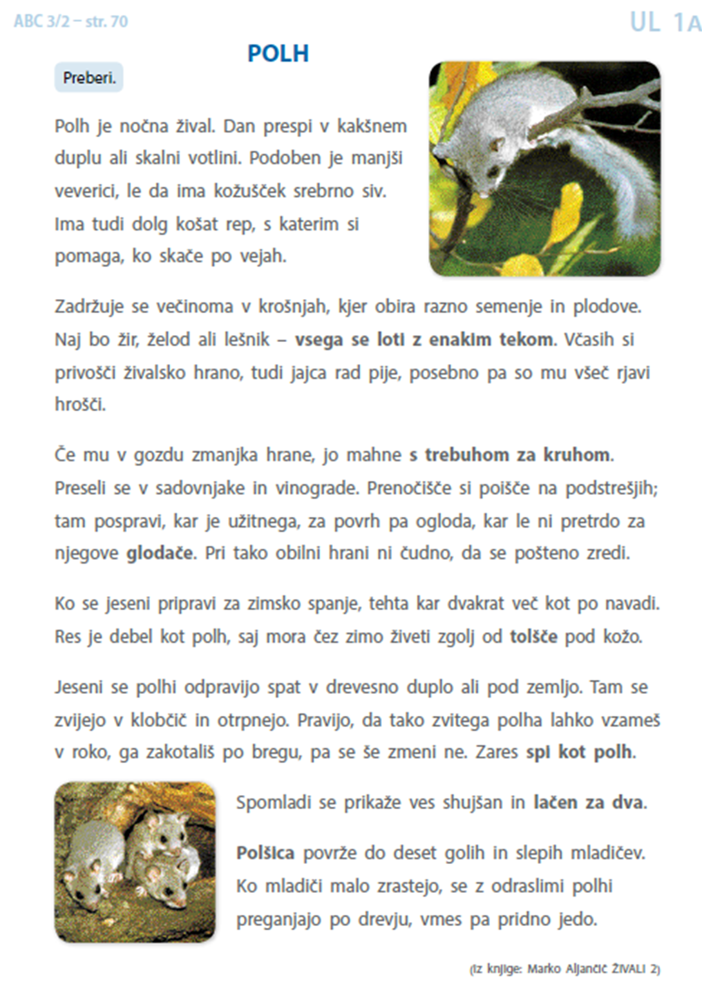 ABC 3/2 – str. 70
UL 1A
POLH
Preberi.
Polh je nočna žival. Dan prespi v kakšnem
duplu ali skalni votlini. Podoben je manjši
veverici, le da ima kožušček srebrno siv.
Ima tudi dolg košat rep, s katerim si
pomaga, ko skače po vejah.
Zadržuje se večinoma v krošnjah, kjer obira razno semenje in plodove.
Naj bo žir, želod ali lešnik – vsega se loti z enakim tekom. Včasih si
privošči živalsko hrano, tudi jajca rad pije, posebno pa so mu všeč rjavi
hrošči.
Če mu v gozdu zmanjka hrane, jo mahne s trebuhom za kruhom.
Preseli se v sadovnjake in vinograde. Prenočišče si poišče na podstrešjih;
tam pospravi, kar je užitnega, za povrh pa ogloda, kar le ni pretrdo za
njegove glodače. Pri tako obilni hrani ni čudno, da se pošteno zredi.
Ko se jeseni pripravi za zimsko spanje, tehta kar dvakrat več kot po navadi.
Res je debel kot polh, saj mora čez zimo živeti zgolj od tolšče pod kožo.
Jeseni se polhi odpravijo spat v drevesno duplo ali pod zemljo. Tam se
zvijejo v klobčič in otrpnejo. Pravijo, da tako zvitega polha lahko vzameš
v roko, ga zakotališ po bregu, pa se še zmeni ne. Zares spi kot polh.
Spomladi se prikaže ves shujšan in lačen za dva.
Polšica povrže do deset golih in slepih mladičev.
Ko mladiči malo zrastejo, se z odraslimi polhi
preganjajo po drevju, vmes pa pridno jedo.
(Iz knjige: Marko Aljančič ŽIVALI 2)